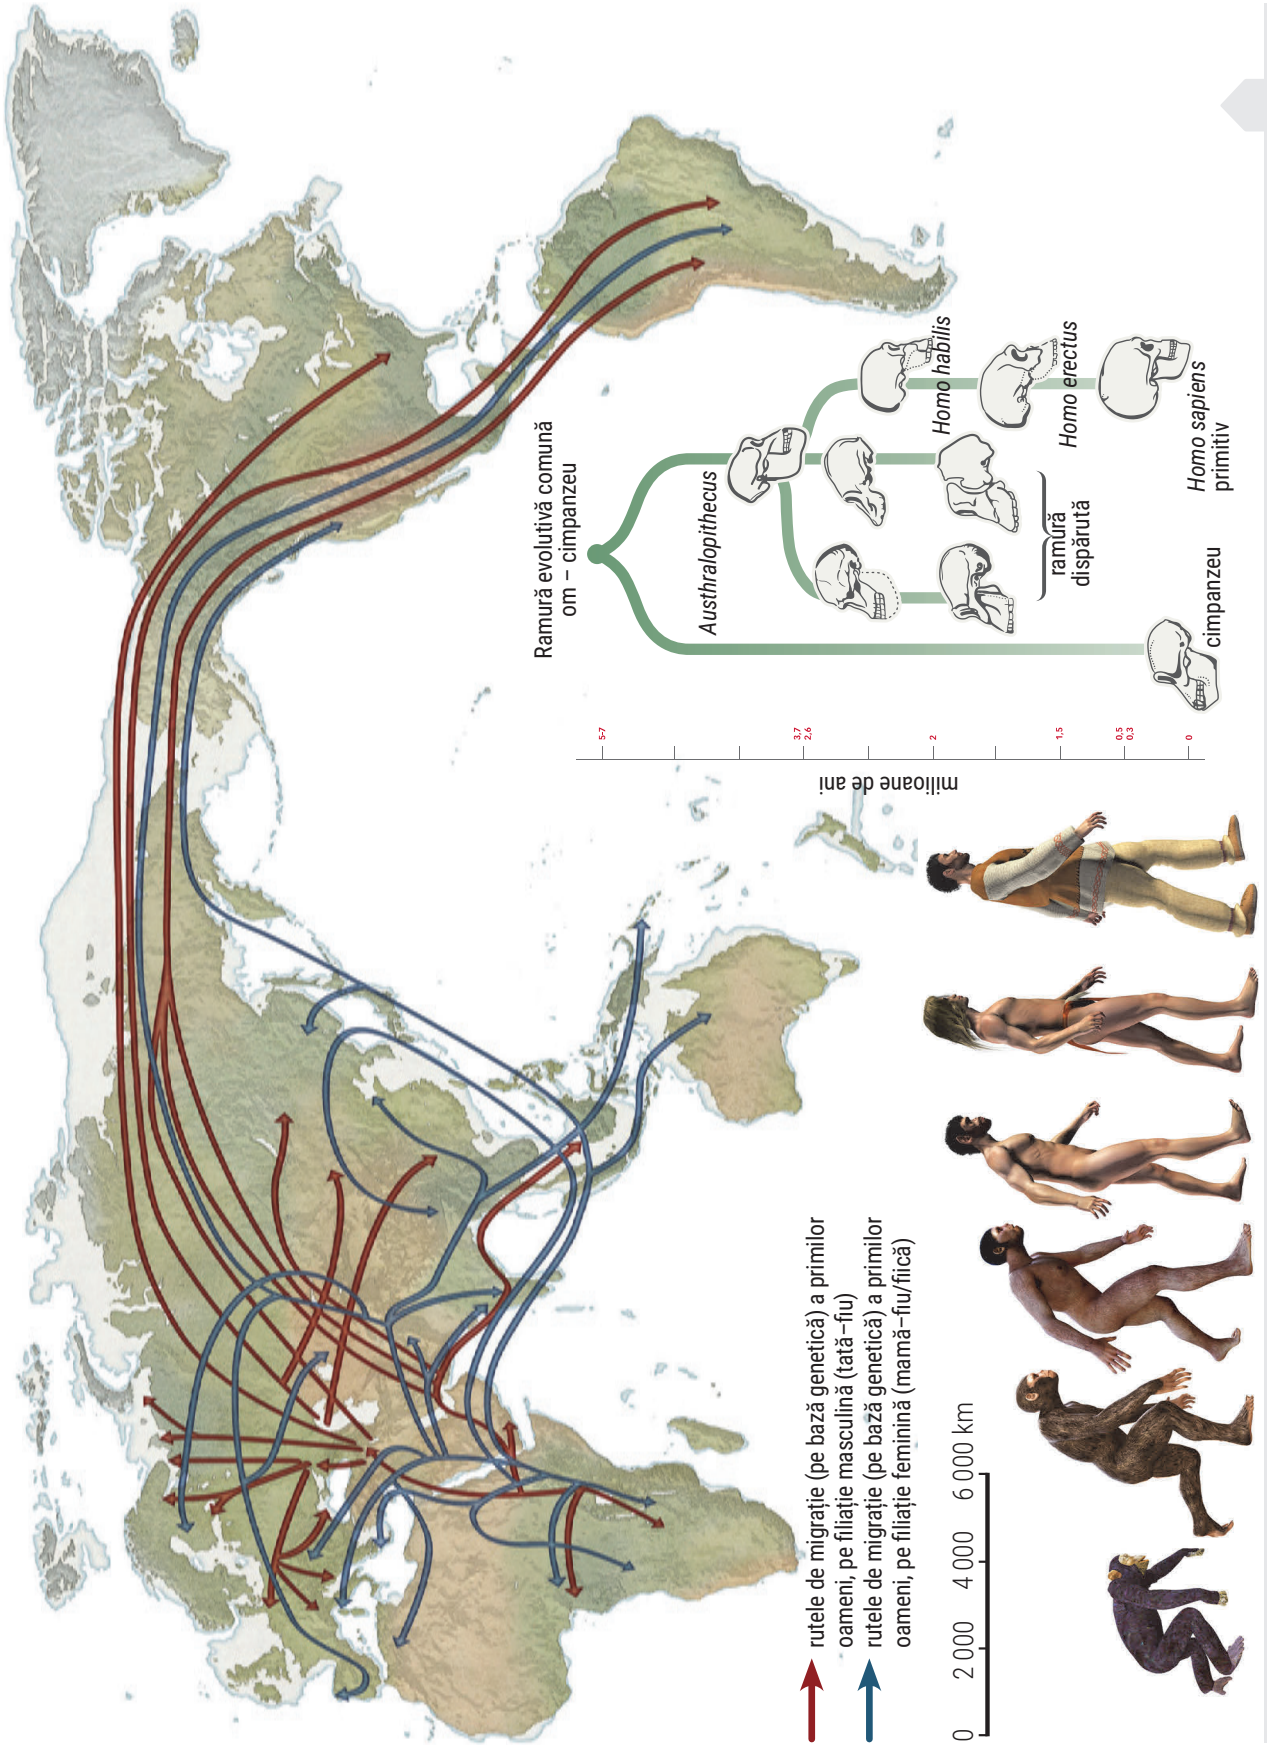 Ramură evolutivă comună
om – cimpanzeu
Austhralopithecus
Homo habilis
Homo erectus
Homo sapiens
primitiv
ramură
dispărută
cimpanzeu
5-7
3,7
2,6
2
1,5
0,5
0,3
0
milioane de ani
rutele de migrație (pe bază genetică) a primilor
oameni, pe filiație masculină (tată–fiu)
rutele de migrație (pe bază genetică) a primilor
oameni, pe filiație feminină (mamă–fiu/fiică)
0 2 000 4 000 6 000 km